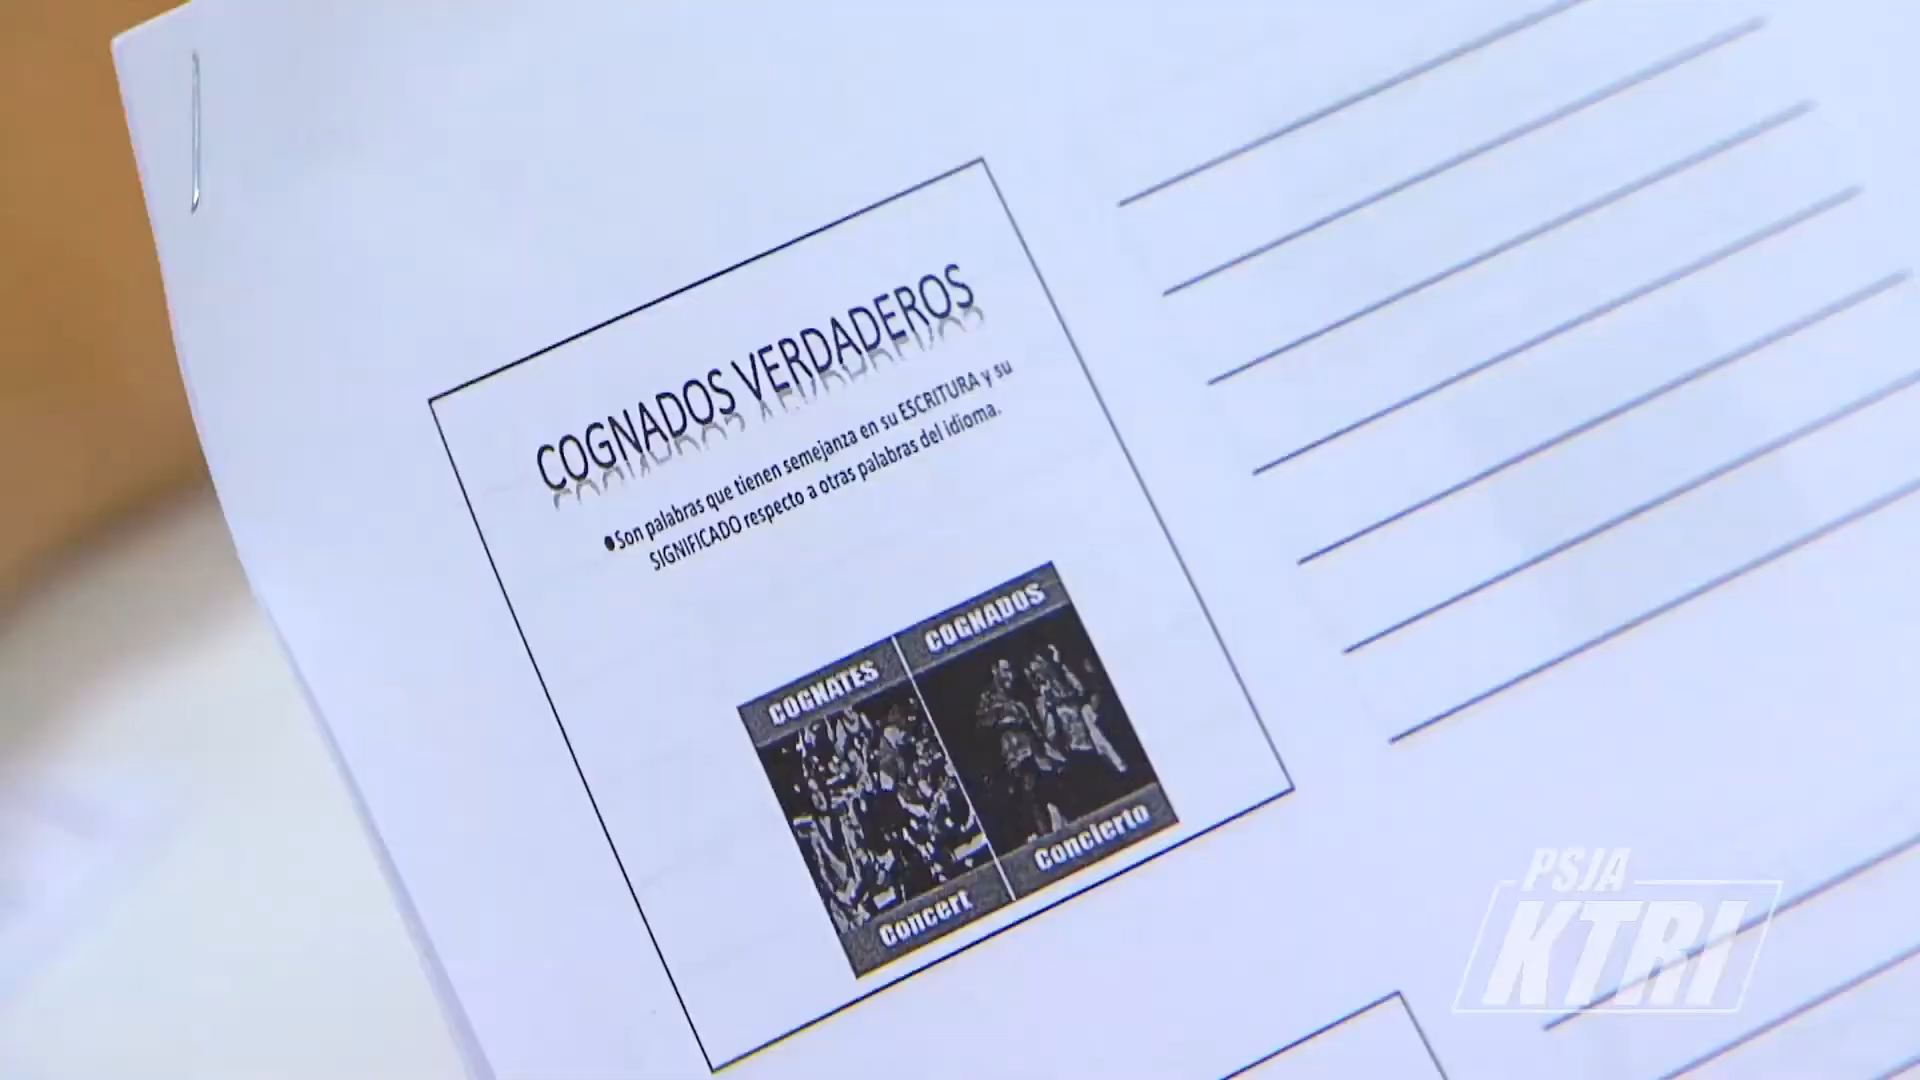 COGNADOS VERDADEROS
●Son palabras que tienen semejanza en su ESCRITURA y su
SIGNIFICADO respecto a otras palabras del idioma.
COGNATES
COGNADOS
Concert
Concierto
PSJA
KTRI